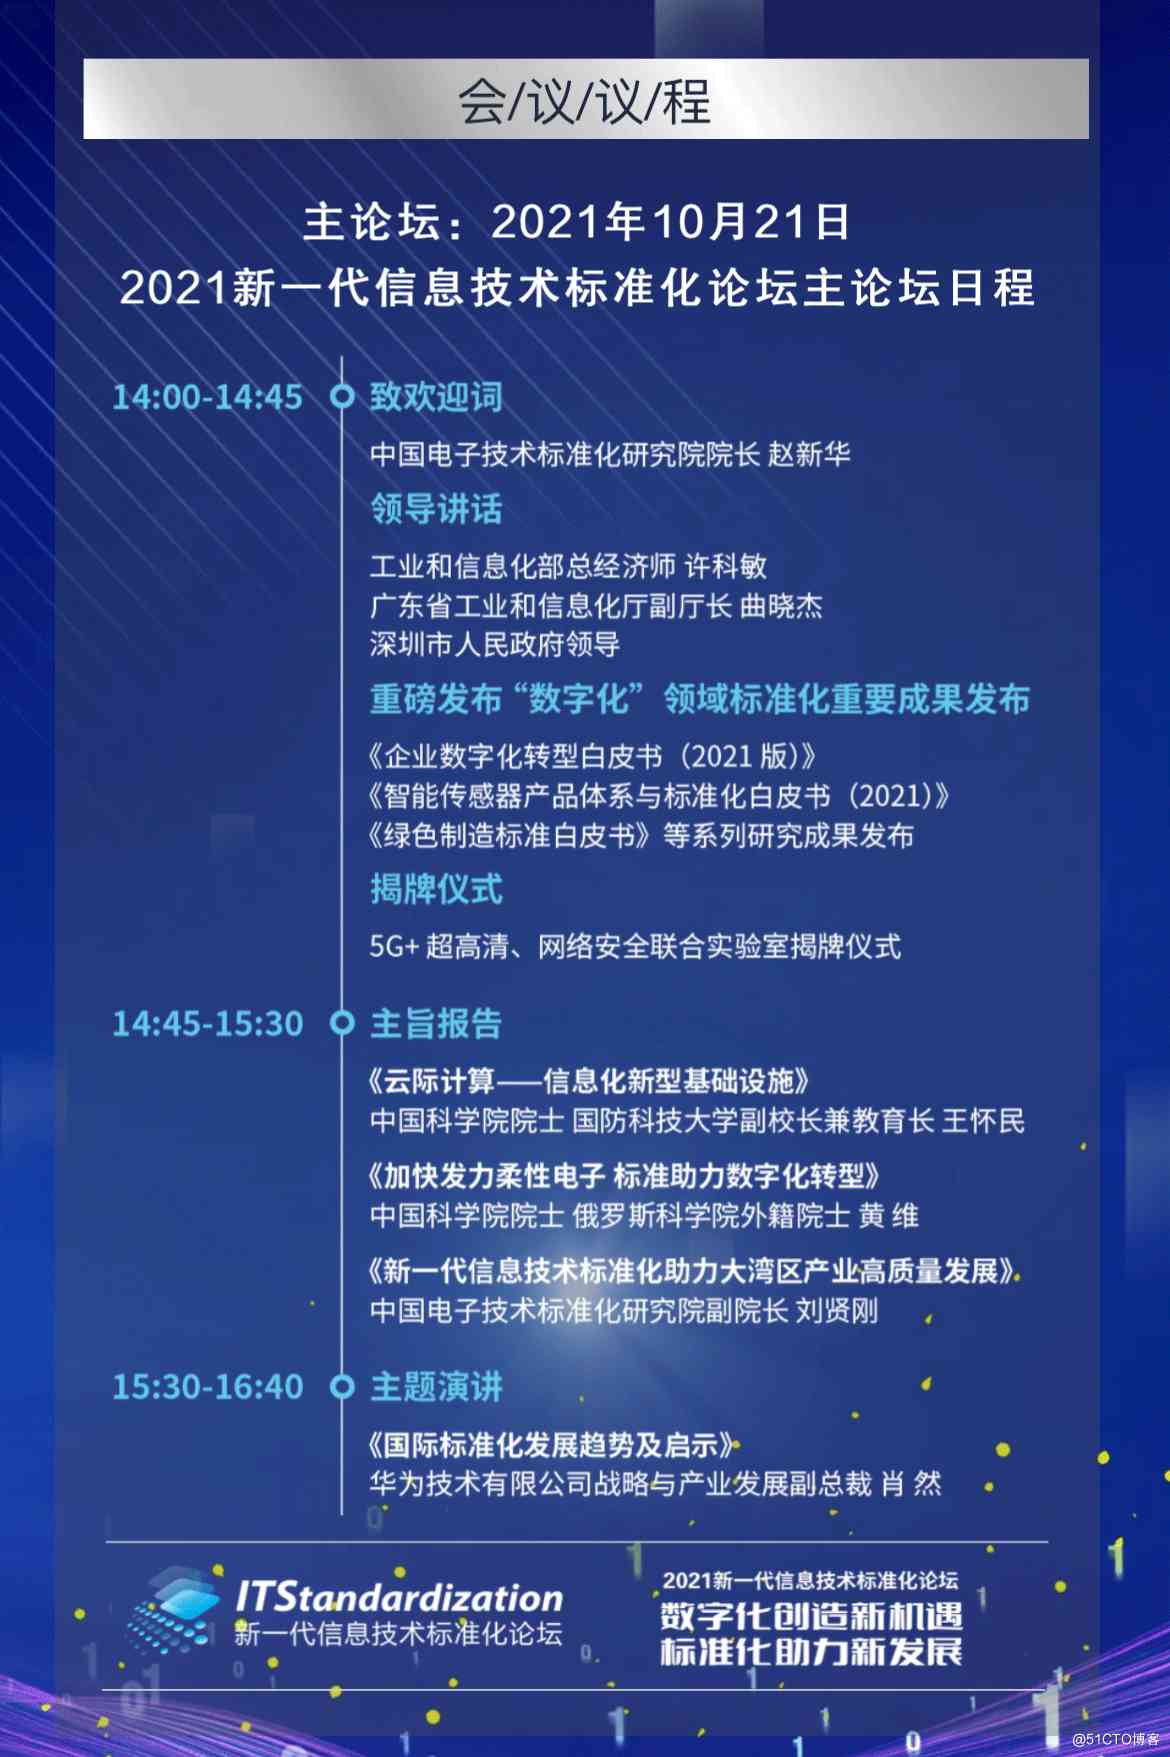 会/议/议/程
主论坛：2021年10月21日
2021新一代信息技术标准化论坛主论坛日程
14:00-14:45 致欢迎词
中国电子技术标准化研究院院长 赵新华
领导讲话
工业和信息化部总经济师 许科敏
广东省工业和信息化厅副厅长 曲晓杰
深圳市人民政府领导
重磅发布“数字化”领域标准化重要成果发布
《企业数字化转型白皮书（2021 版）》
《智能传感器产品体系与标准化白皮书（2021）》
《绿色制造标准白皮书》等系列研究成果发布
揭牌仪式
5G+ 超高清、网络安全联合实验室揭牌仪式
14:45-15:30 主旨报告
《云际计算——信息化新型基础设施》
中国科学院院士 国防科技大学副校长兼教育长 王怀民
《加快发力柔性电子 标准助力数字化转型》
中国科学院院士 俄罗斯科学院外籍院士 黄 维
《新一代信息技术标准化助力大湾区产业高质量发展》
中国电子技术标准化研究院副院长 刘贤刚
15:30-16:40 主题演讲
《国际标准化发展趋势及启示》
华为技术有限公司战略与产业发展副总裁 肖 然
ITStandardization
新一代信息技术标准化论坛
2021新一代信息技术标准化论坛
数字化创造新机遇
标准化助力新发展
@51CTO博客